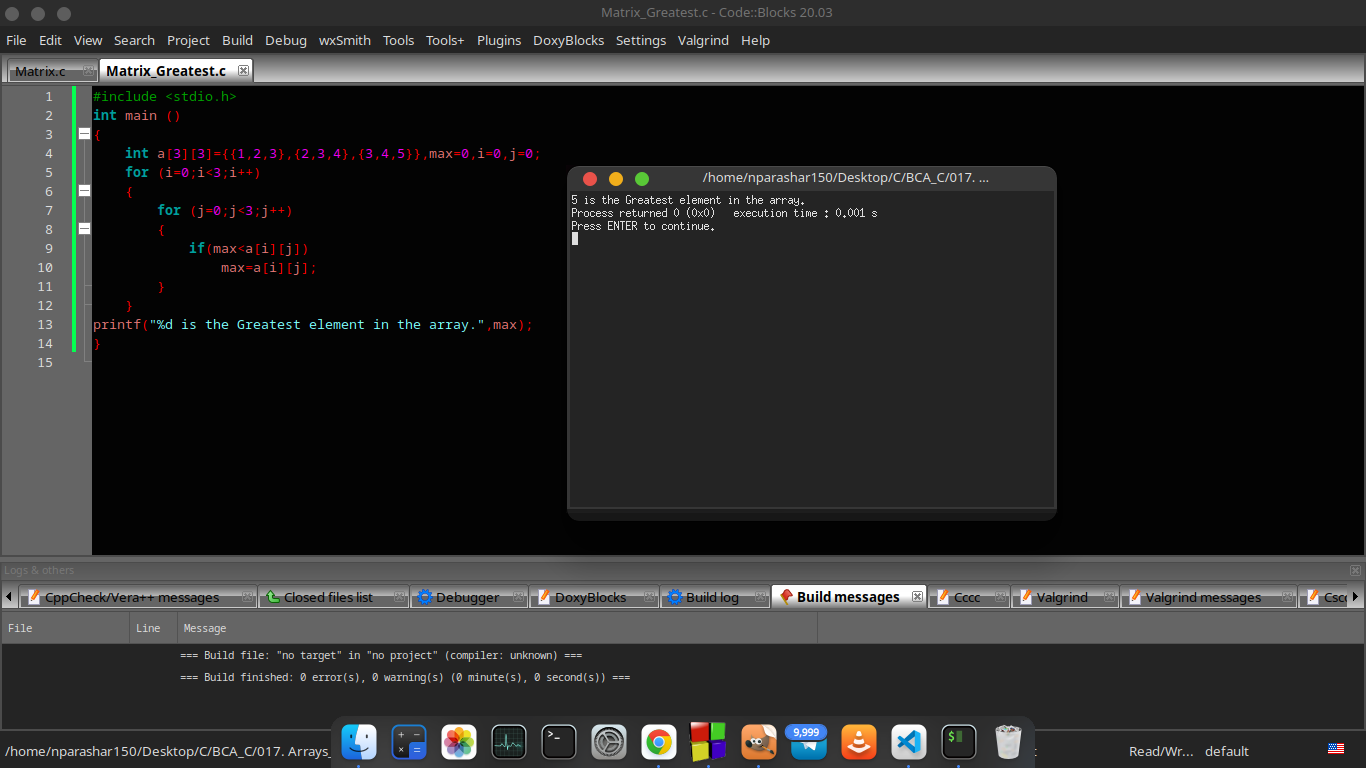 Matrix_Greatest.c - Code::Blocks 20.03
File Edit View Search Project Build Debug wxSmith Tools Tools+ Plugins DoxyBlocks Settings Valgrind Help
Matrix.c Matrix_Greatest.c
1 #include <stdio.h>
2 int main ()
3 {
4 int a[3][3]={{1,2,3},{2,3,4},{3,4,5}},max=0,i=0,j=0;
5 for (i=0;i<3;i++)
6 {
7 for (j=0;j<3;j++)
8 {
9 if(max<a[i][j])
10 max=a[i][j];
11 }
12 }
13 printf("%d is the Greatest element in the array.",max);
14 }
15
/home/nparashar150/Desktop/C/BCA_C/017. ...
5 is the Greatest element in the array.
Process returned 0 (0x0) execution time : 0.001 s
Press ENTER to continue.
Logs & others
CppCheck/Vera++ messages Closed files list Debugger DoxyBlocks Build log Build messages Cccc Valgrind Valgrind messages
File Line Message
=== Build file: "no target" in "no project" (compiler: unknown) ===
=== Build finished: 0 error(s), 0 warning(s) (0 minute(s), 0 second(s)) ===
9,999
/home/nparashar150/Desktop/C/BCA_C/017. Arrays_ Read/Wr... default